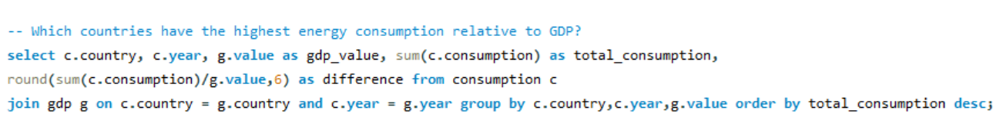 -- Which countries have the highest energy consumption relative to GDP?
select c.country, c.year, g.value as gdp_value, sum(c.consumption) as total_consumption,
round(sum(c.consumption)/g.value,6) as difference from consumption c
join gdp g on c.country = g.country and c.year = g.year group by c.country,c.year,g.value order by total_consumption desc;